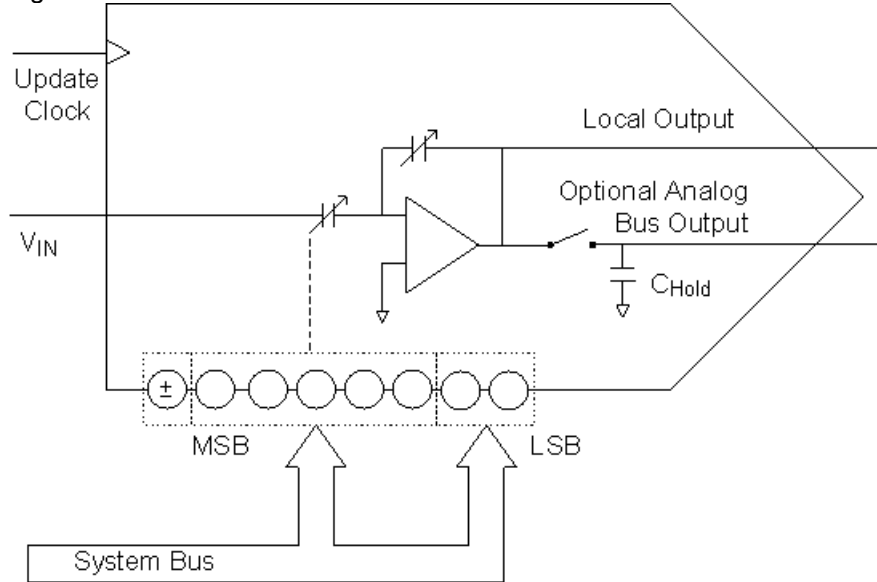 Update
Clock
Local Output
Optional Analog
Bus Output
VIN
CHold
±
MSB
LSB
System Bus